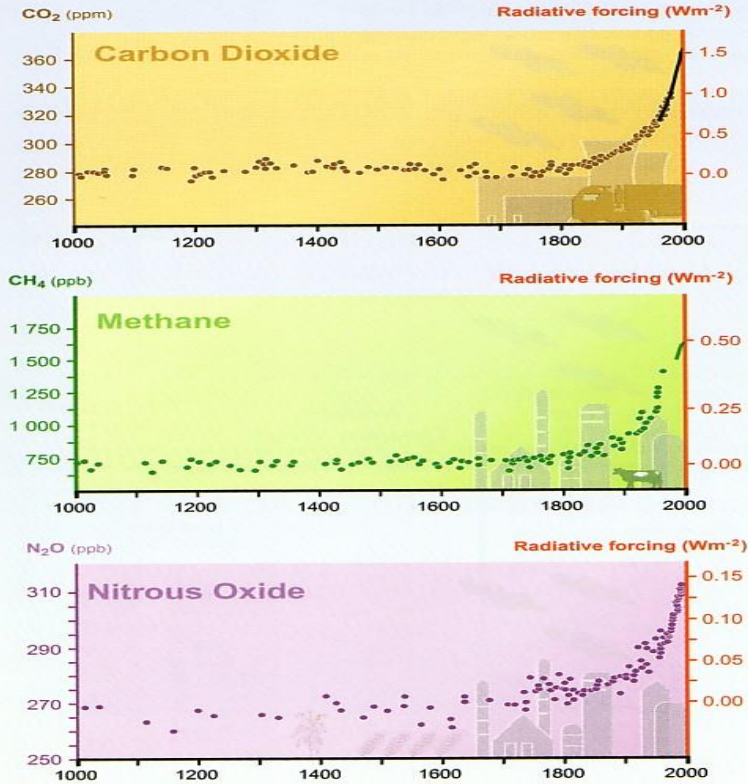 CO₂ (ppm) Radiative forcing (Wm⁻²)
Carbon Dioxide
360
340
320
300
280
260
1.5
1.0
0.5
0.0
1000 1200 1400 1600 1800 2000
CH₄ (ppb) Radiative forcing (Wm⁻²)
Methane
1 750
1 500
1 250
1 000
750
0.50
0.25
0.00
1000 1200 1400 1600 1800 2000
N₂O (ppb) Radiative forcing (Wm⁻²)
Nitrous Oxide
310
290
270
250
0.15
0.10
0.05
0.00
1000 1200 1400 1600 1800 2000